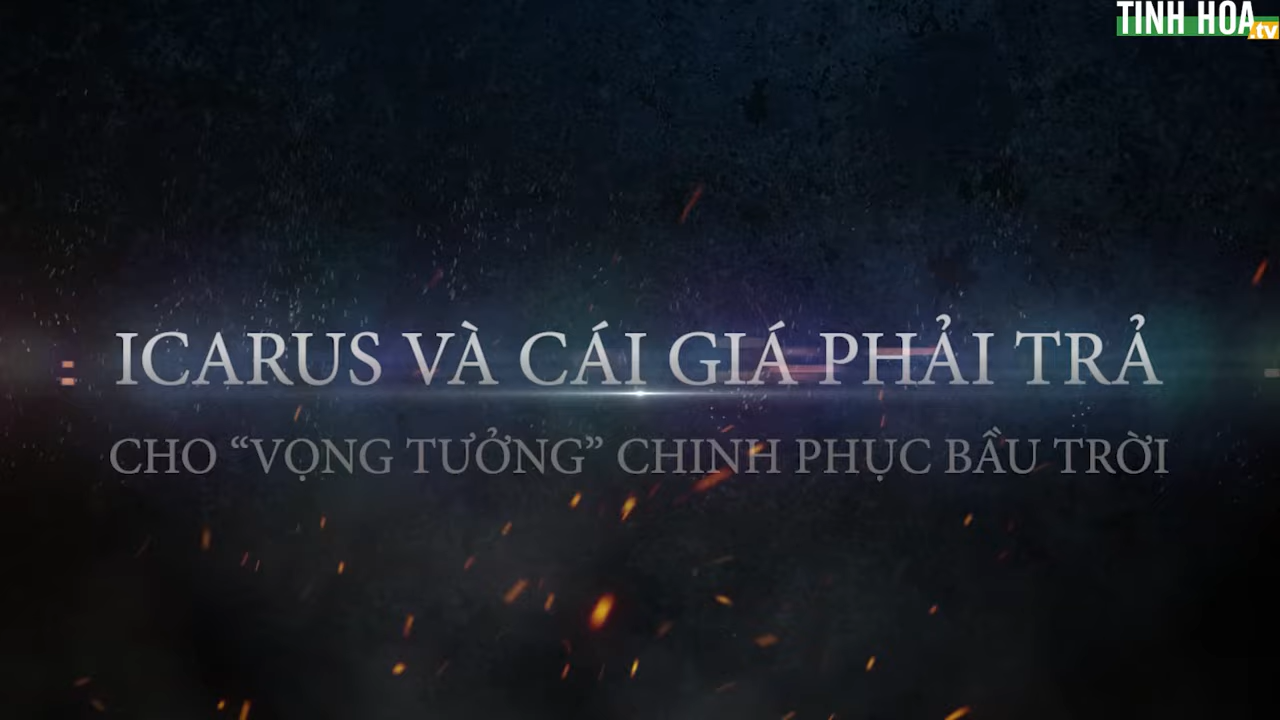 TINH HOA
.tv
ICARUS VÀ CÁI GIÁ PHẢI TRẢ
CHO “VỌNG TƯỞNG” CHINH PHỤC BẦU TRỜI